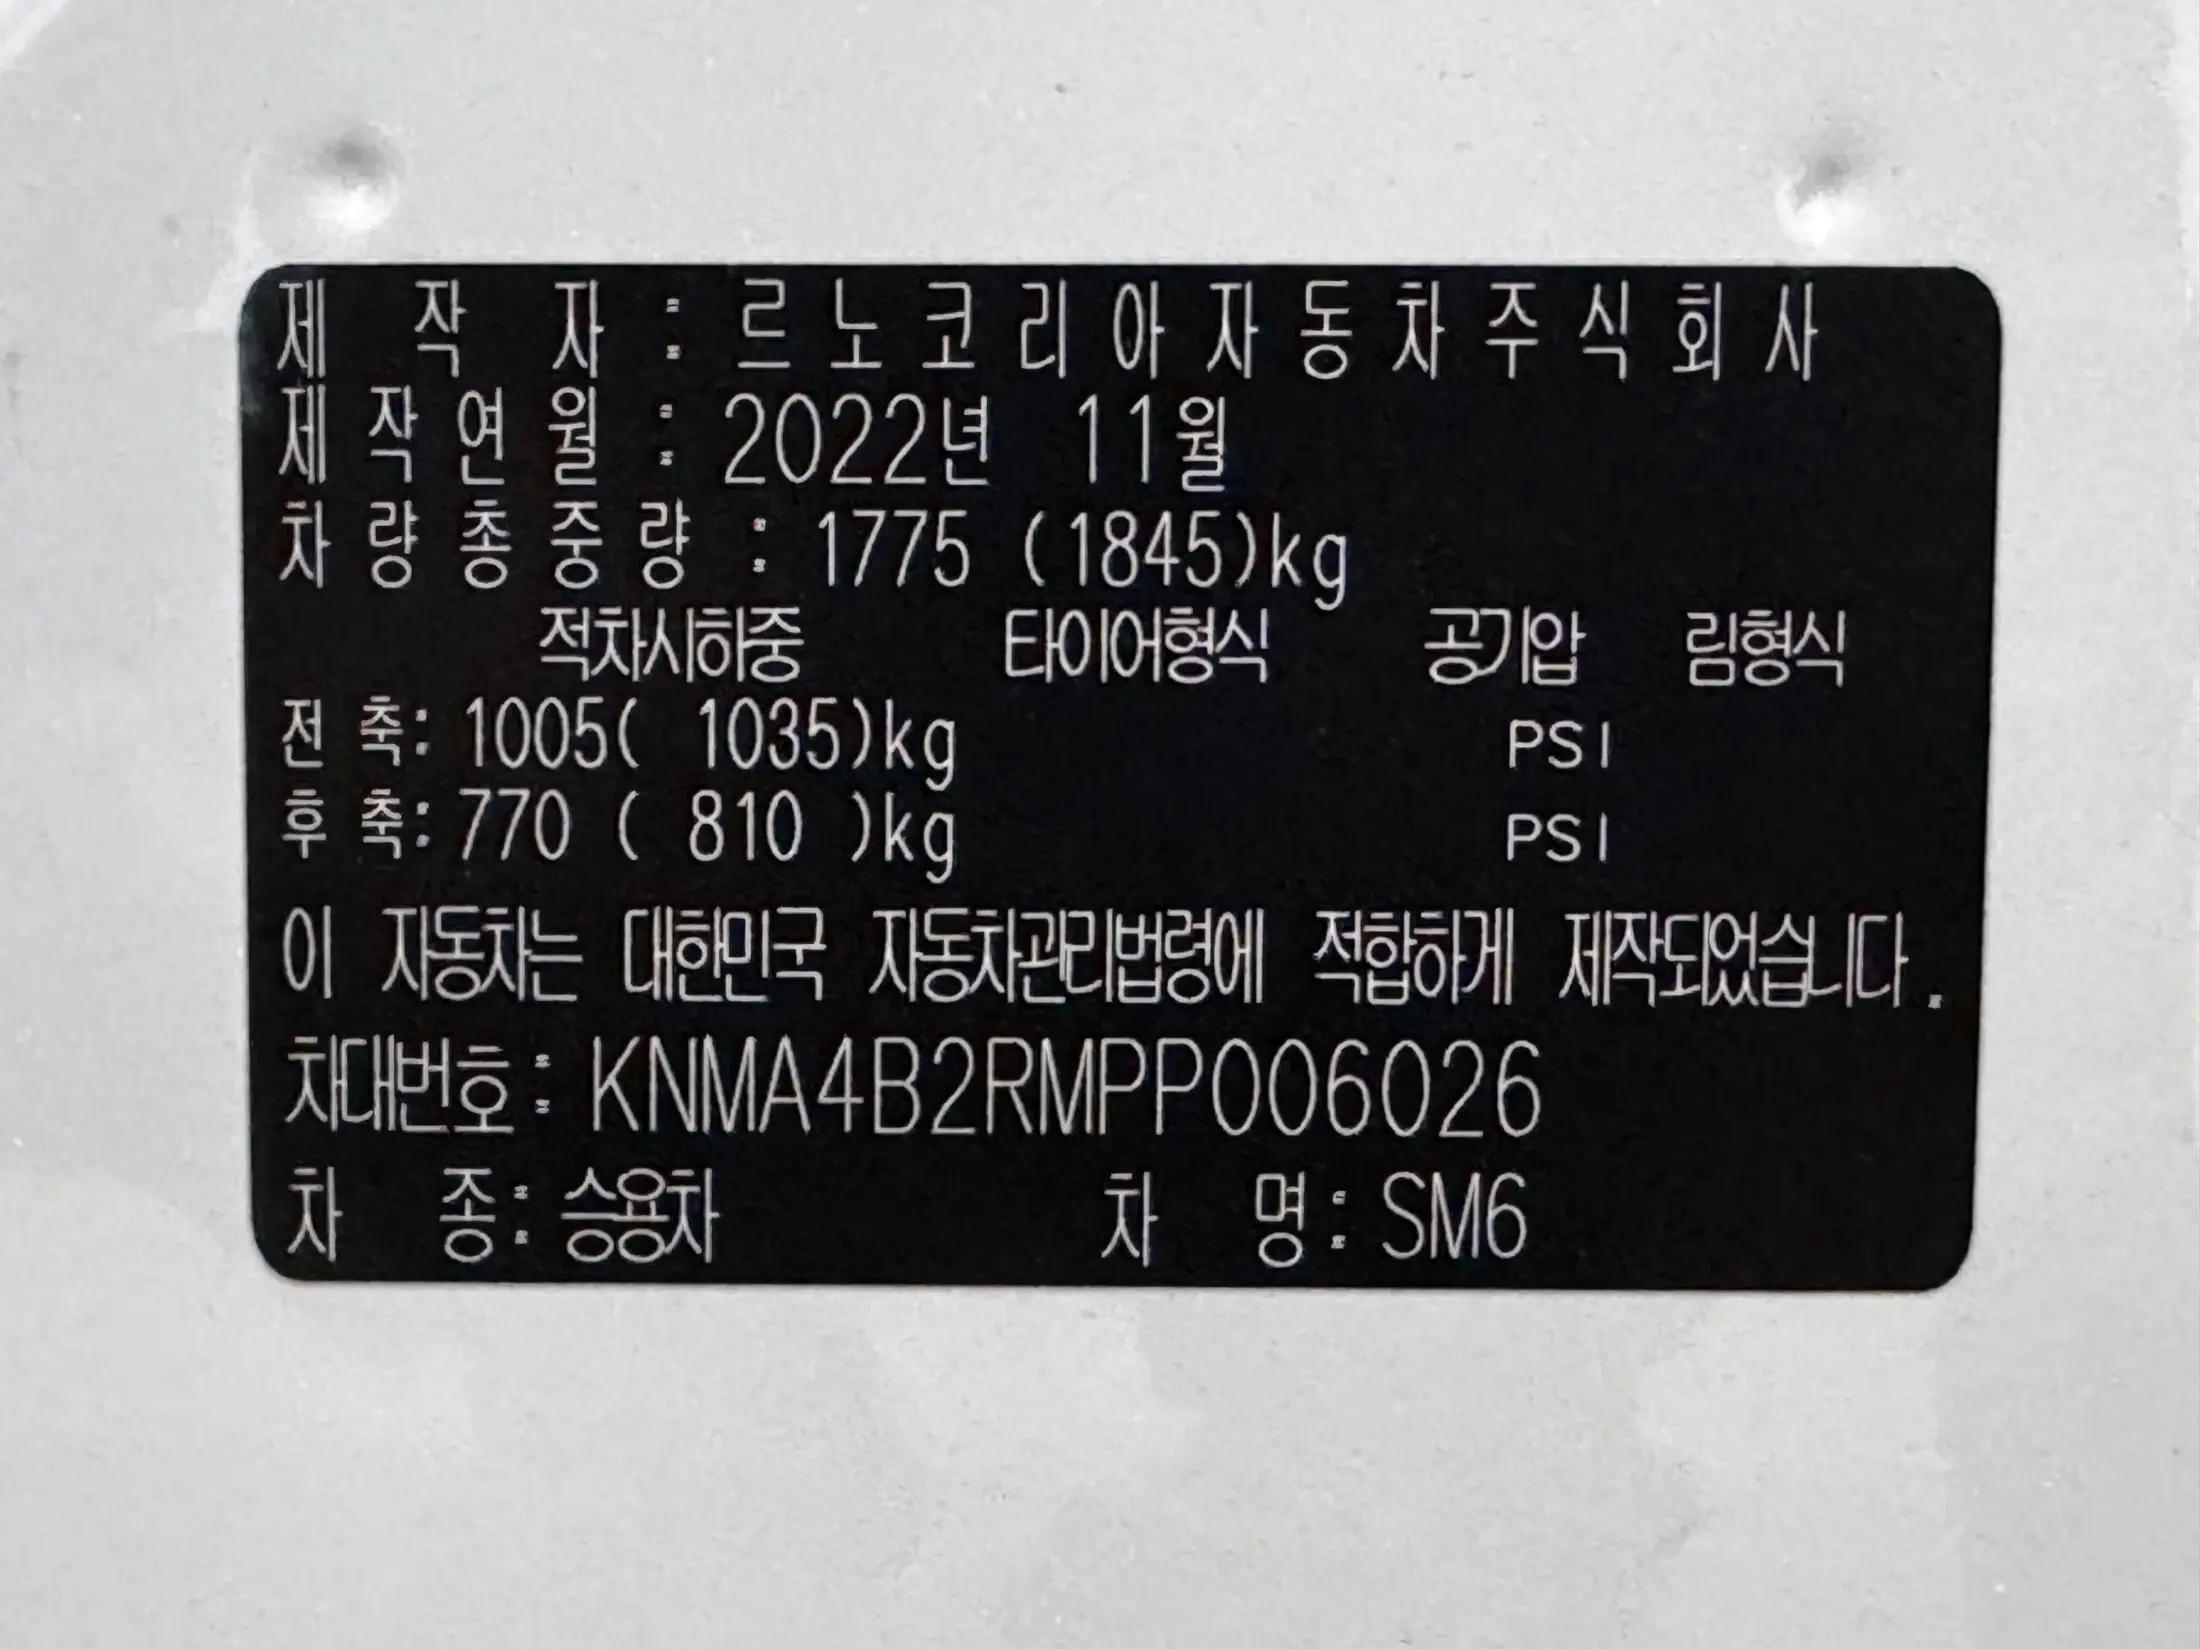 제 작 자 : 르노코리아자동차주식회사
제작연월 : 2022년 11월
차량총중량 : 1775 (1845)kg
적차시하중 타이어형식 공기압 림형식
전 축: 1005( 1035)kg PSI
후 축: 770 ( 810 )kg PSI
이 자동차는 대한민국 자동차관리법령에 적합하게 제작되었습니다.
차대번호: KNMA4B2RMPP006026
차 종: 승용차 차 명: SM6